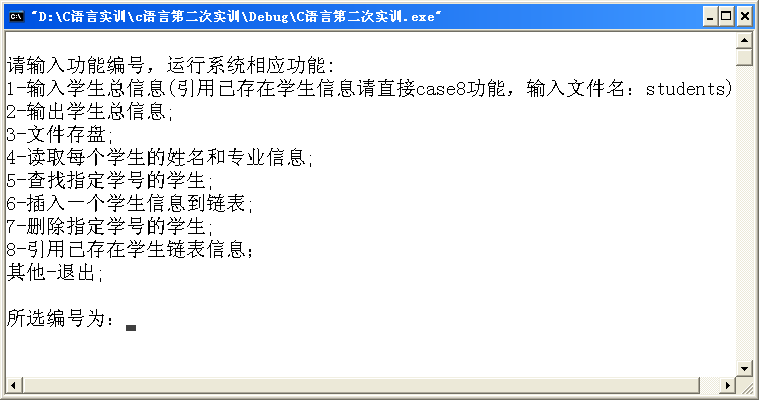 "D:\C语言实训\c语言第二次实训\Debug\C语言第二次实训.exe"
请输入功能编号，运行系统相应功能:
1-输入学生总信息(引用已存在学生信息请直接case8功能，输入文件名：students)
2-输出学生总信息;
3-文件存盘;
4-读取每个学生的姓名和专业信息;
5-查找指定学号的学生;
6-插入一个学生信息到链表;
7-删除指定学号的学生;
8-引用已存在学生链表信息；
其他-退出;
所选编号为：